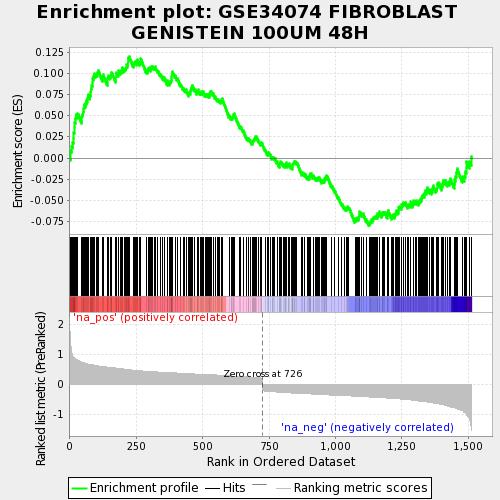 Enrichment plot: GSE34074 FIBROBLAST
GENISTEIN 100UM 48H
Enrichment score (ES)
0.125
0.100
0.075
0.050
0.025
0.000
-0.025
-0.050
-0.075
'na_pos' (positively correlated)
Ranked list metric (PreRanked)
2
1
0
-1
Zero cross at 726
'na_neg' (negatively correlated)
0
250
500
750
1,000
1,250
1,500
Rank in Ordered Dataset
Enrichment profile
Hits
Ranking metric scores